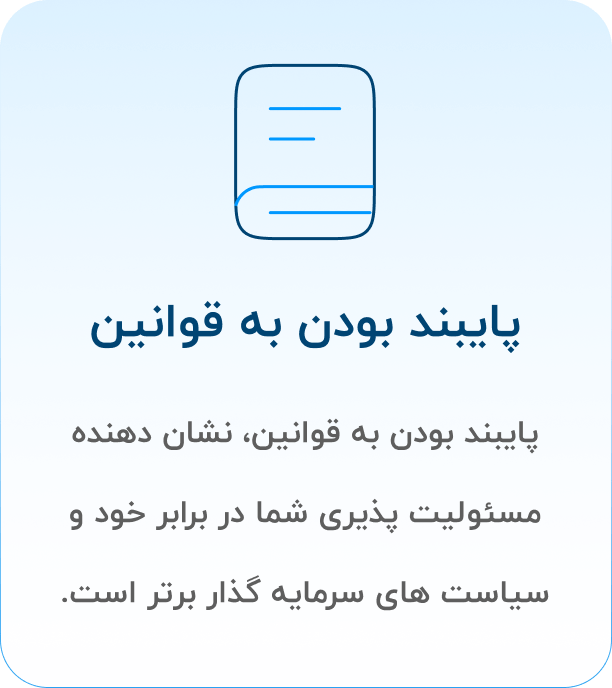 پایبند بودن به قوانین
پایبند بودن به قوانین، نشان دهنده
مسئولیت پذیری شما در برابر خود و
سیاست های سرمایه گذار برتر است.